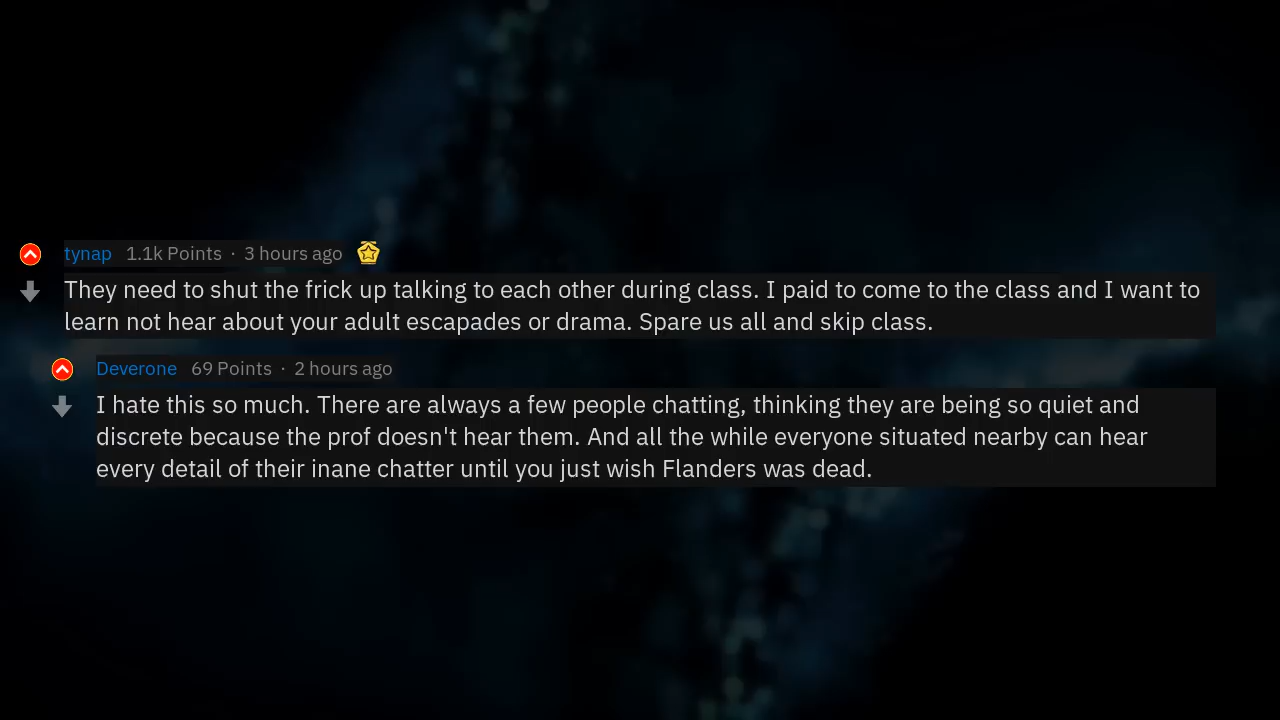 tynap 1.1k Points · 3 hours ago
They need to shut the frick up talking to each other during class. I paid to come to the class and I want to
learn not hear about your adult escapades or drama. Spare us all and skip class.
Deverone 69 Points · 2 hours ago
I hate this so much. There are always a few people chatting, thinking they are being so quiet and
discrete because the prof doesn't hear them. And all the while everyone situated nearby can hear
every detail of their inane chatter until you just wish Flanders was dead.